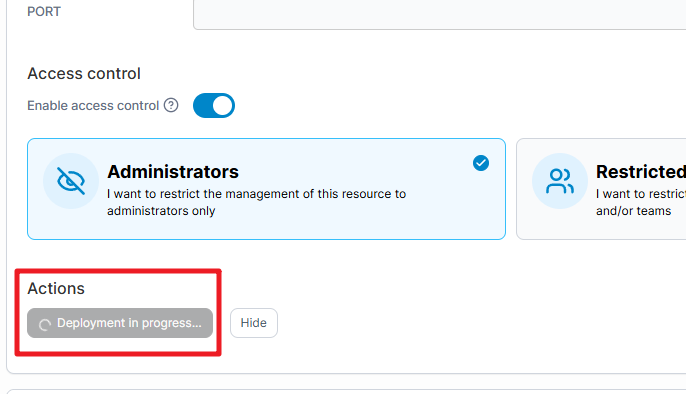 PORT
Access control
Enable access control
Administrators
I want to restrict the management of this resource to
administrators only
Restricted
I want to restric
and/or teams
Actions
Deployment in progress...
Hide